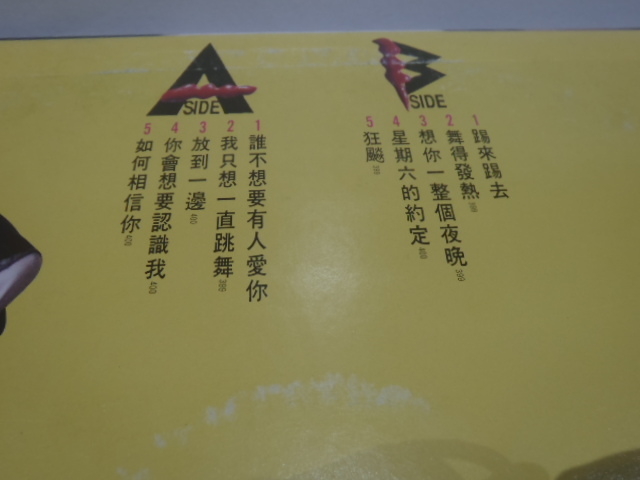 A
SIDE
1 誰不想要有人愛你
2 我只想一直跳舞
3 放到一邊
4 你會想要認識我
5 如何相信你
B
SIDE
1 踢來踢去
2 舞得發熱
3 想你一整個夜晚
4 星期六的約定
5 狂飈